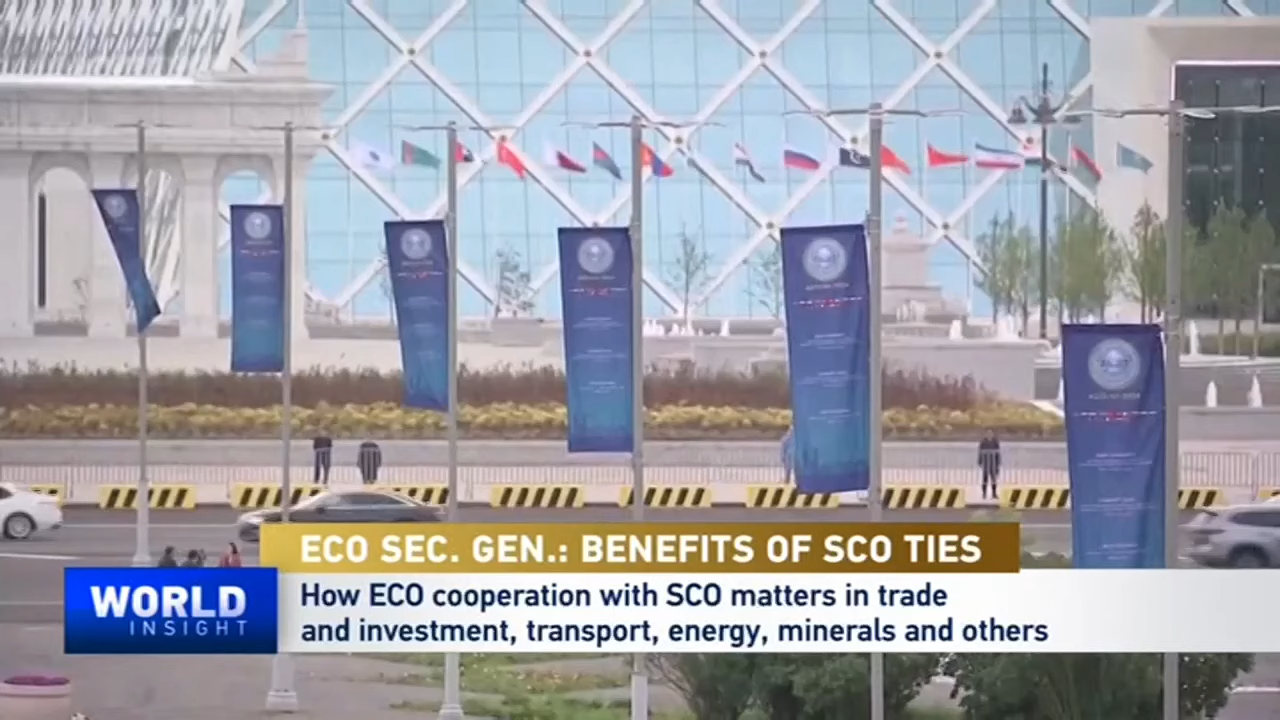 ECO SEC. GEN.: BENEFITS OF SCO TIES
WORLD
INSIGHT
How ECO cooperation with SCO matters in trade
and investment, transport, energy, minerals and others